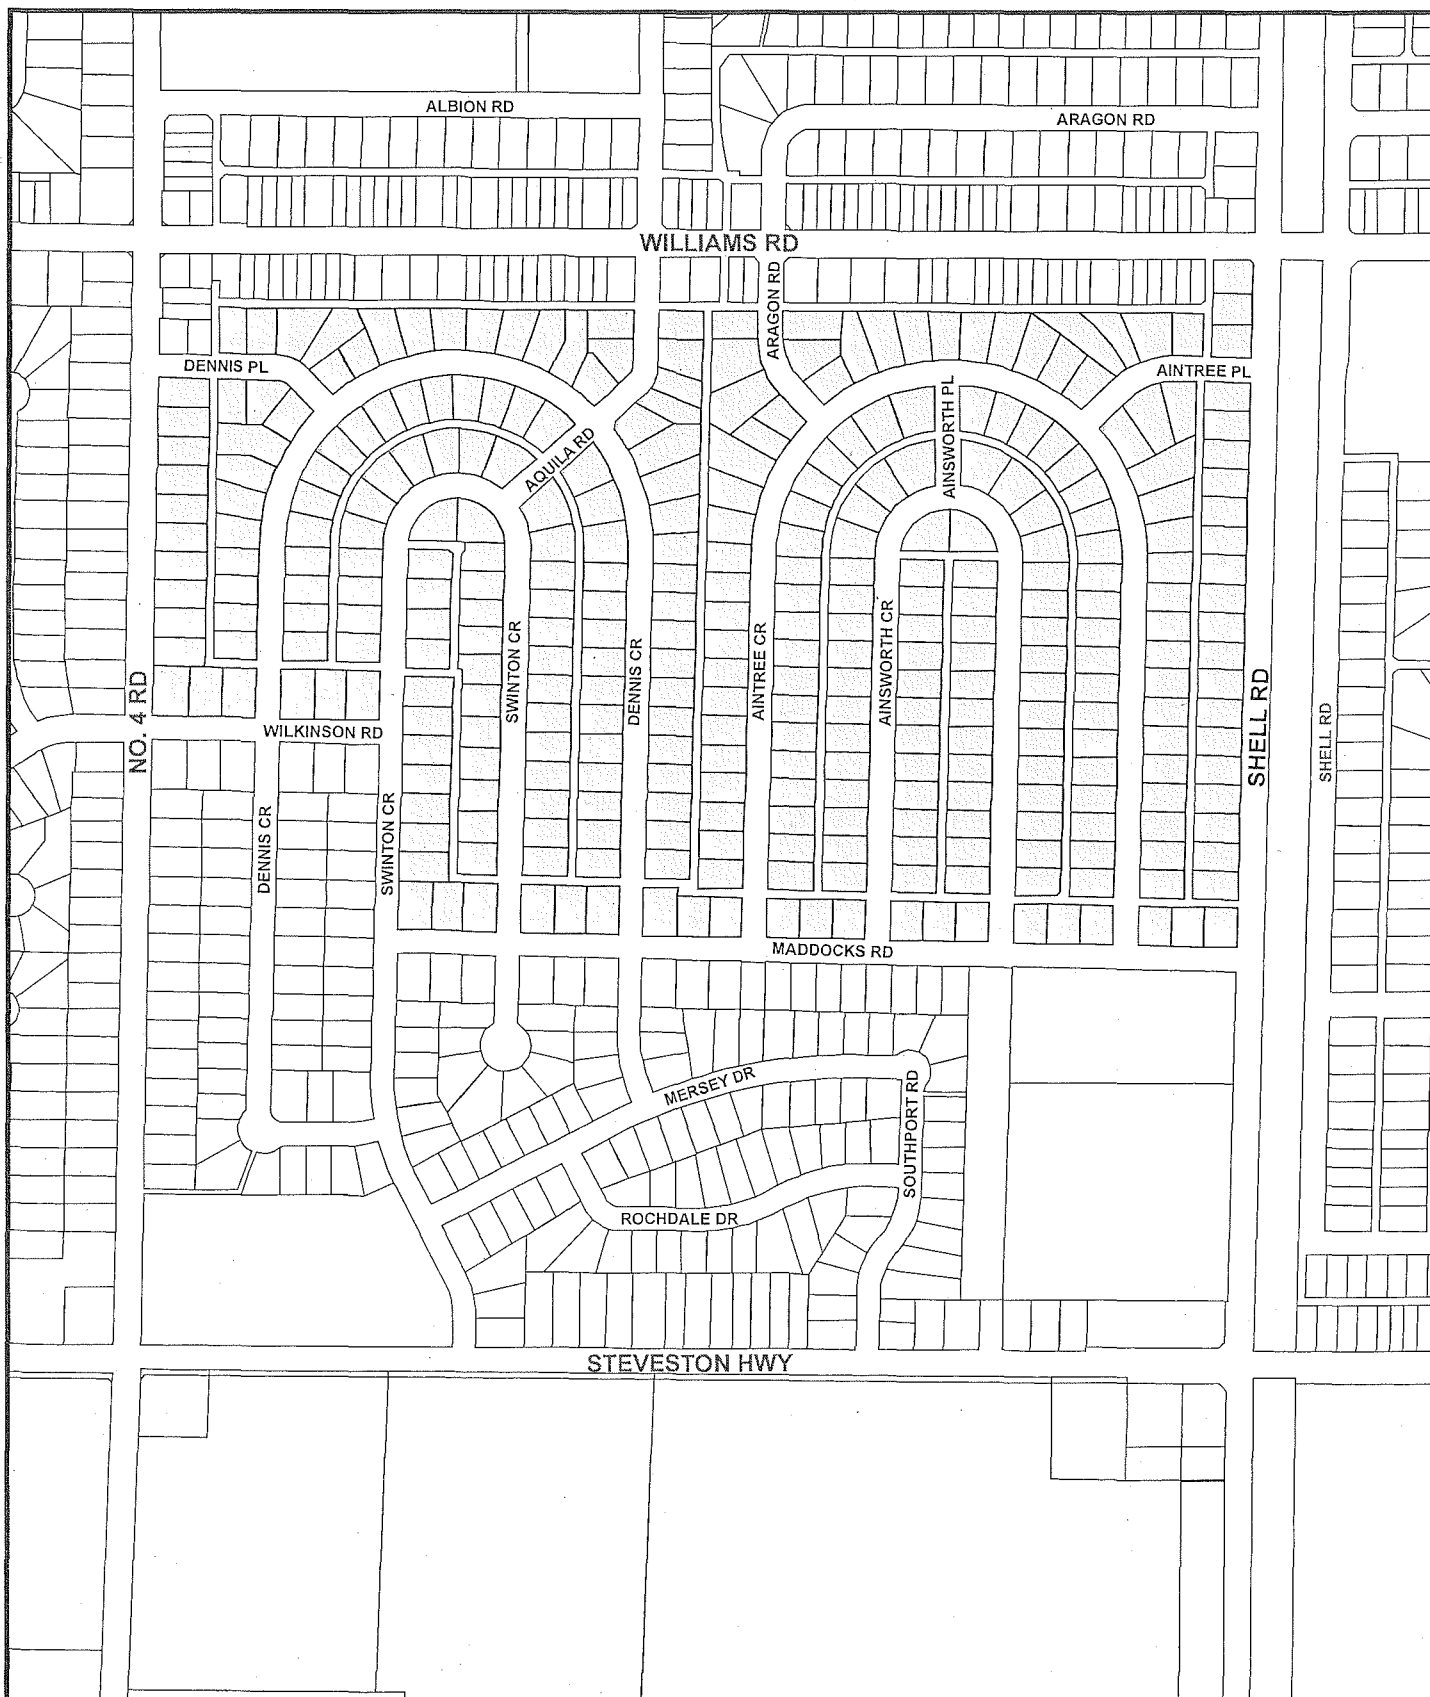 ALBION RD
ARAGON RD
WILLIAMS RD
ARAGON RD
DENNIS PL
AINTREE PL
AINSWORTH PL
AQUILA RD
SWINTON CR
DENNIS CR
AINTREE CR
AINSWORTH CR
NO. 4 RD
SHELL RD
SHELL RD
WILKINSON RD
DENNIS CR
SWINTON CR
MADDOCKS RD
MERSEY DR
SOUTHPORT RD
ROCHDALE DR
STEVESTON HWY